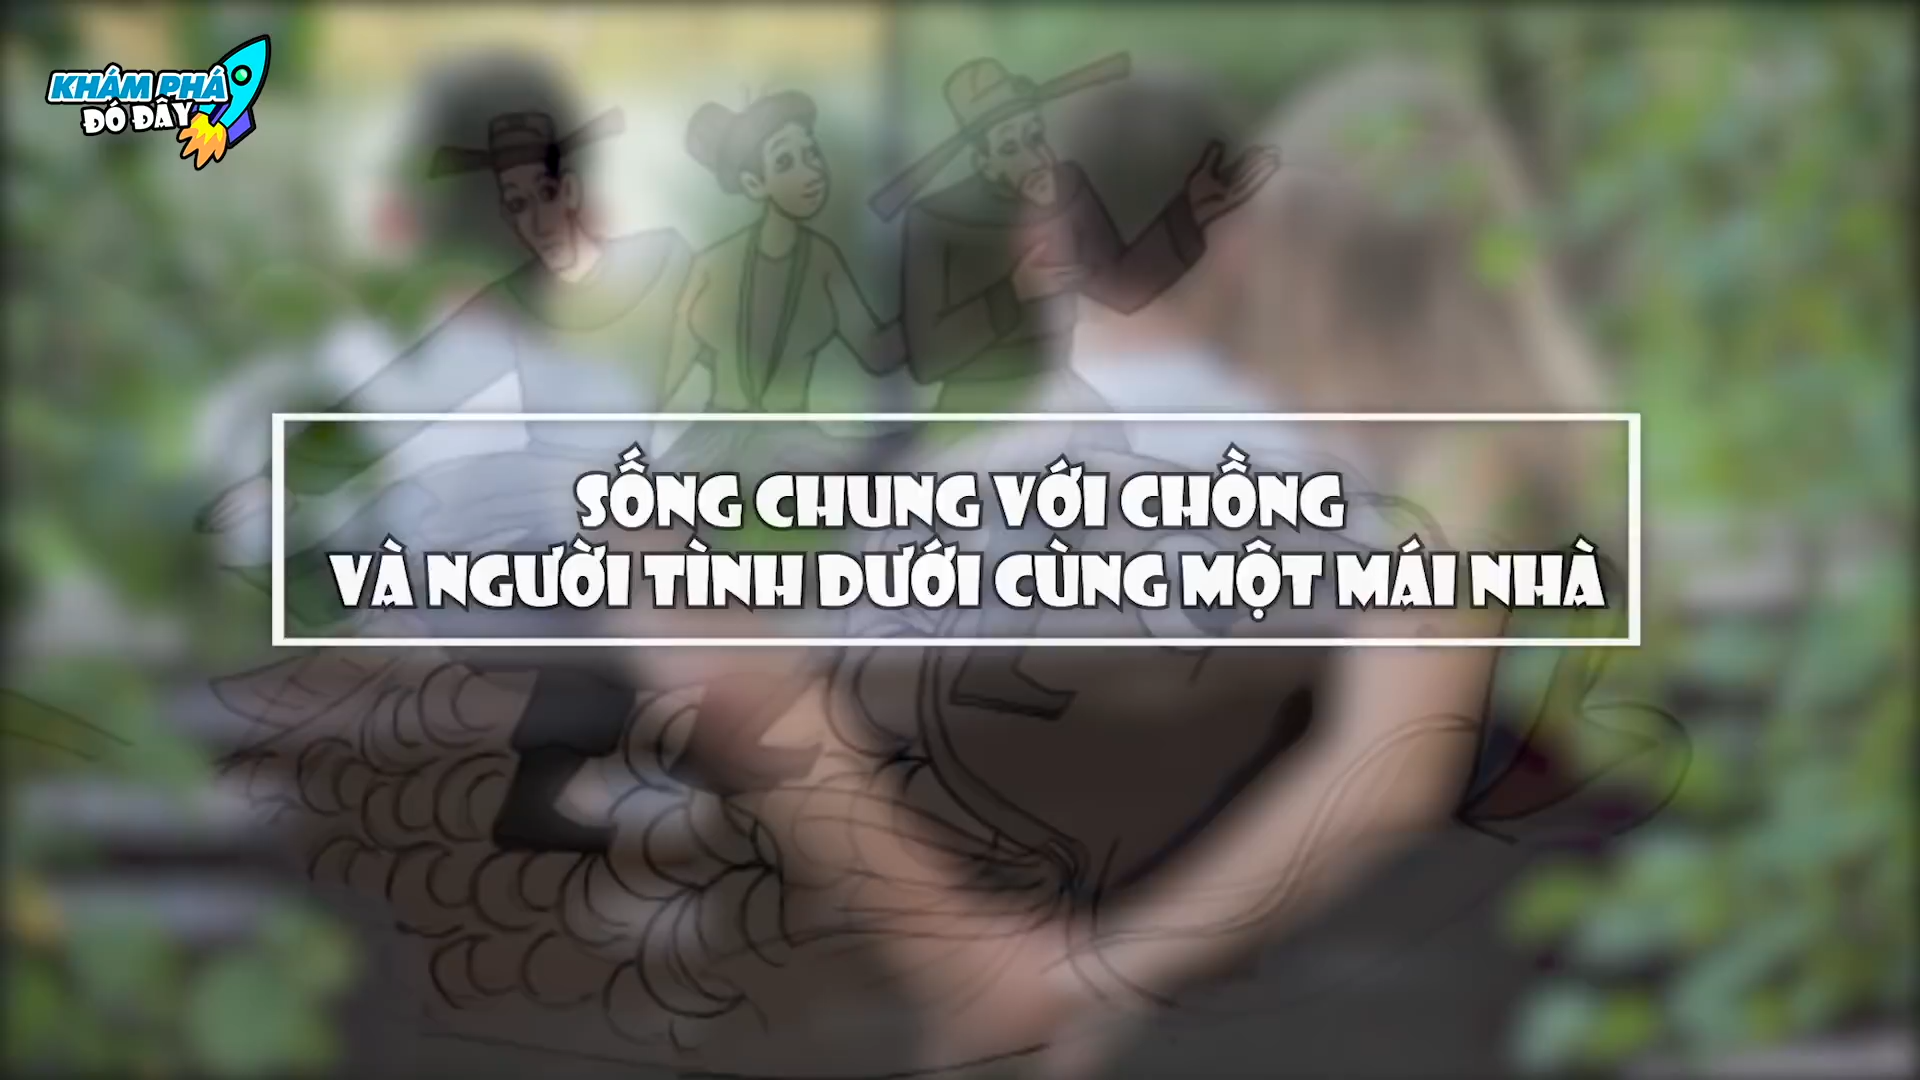 KHÁM PHÁ
ĐÓ ĐÂY
SỐNG CHUNG VỚI CHỒNG
VÀ NGƯỜI TÌNH DƯỚI CÙNG MỘT MÁI NHÀ